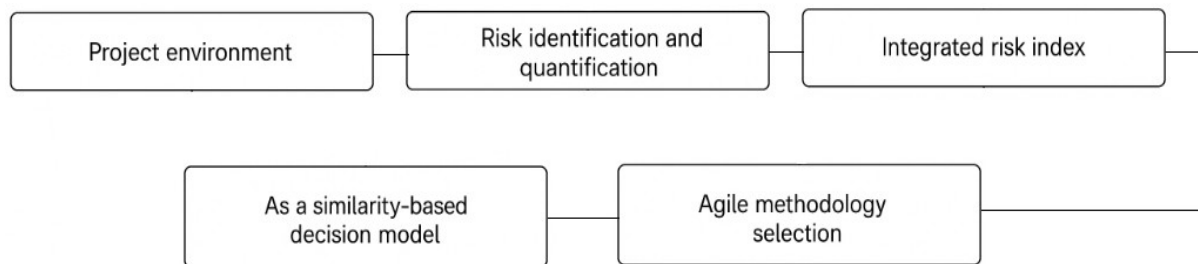 Project environment
Risk identification and
quantification
Integrated risk index
As a similarity-based
decision model
Agile methodology
selection